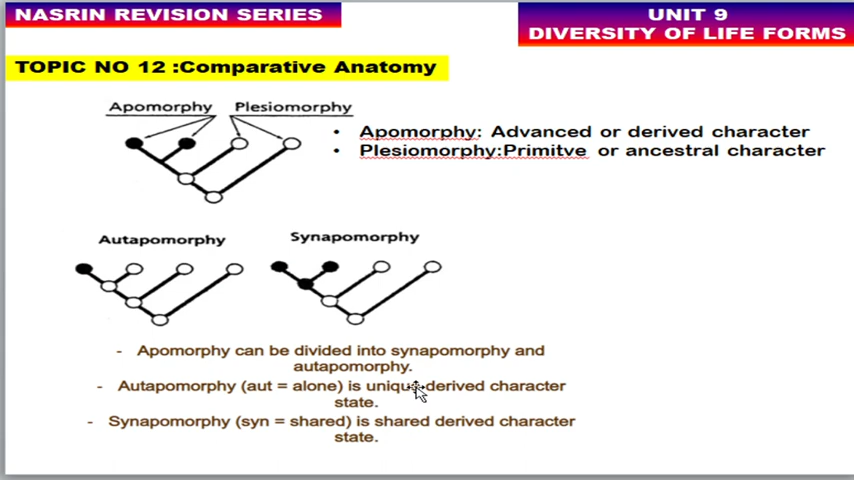 NASRIN REVISION SERIES
UNIT 9
DIVERSITY OF LIFE FORMS
TOPIC NO 12 :Comparative Anatomy
Apomorphy Plesiomorphy
• Apomorphy: Advanced or derived character
• Plesiomorphy:Primitve or ancestral character
Autapomorphy
Synapomorphy
- Apomorphy can be divided into synapomorphy and
autapomorphy.
- Autapomorphy (aut = alone) is unique derived character
state.
- Synapomorphy (syn = shared) is shared derived character
state.